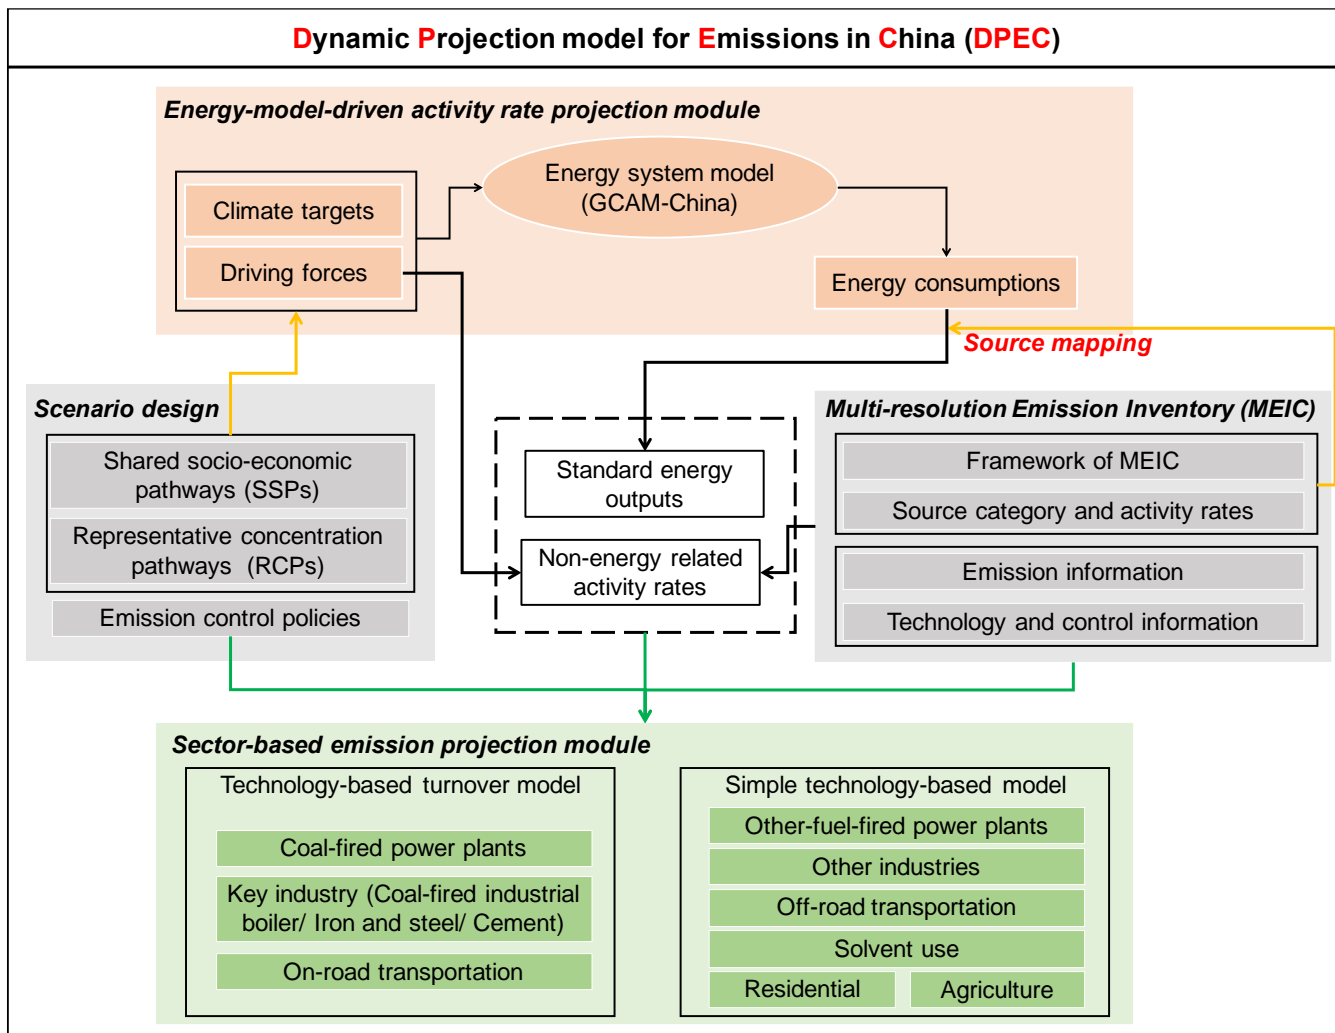 Dynamic Projection model for Emissions in China (DPEC)
Energy-model-driven activity rate projection module
Energy system model
(GCAM-China)
Climate targets
Driving forces
Energy consumptions
Source mapping
Scenario design
Shared socio-economic
pathways (SSPs)
Representative concentration
pathways (RCPs)
Emission control policies
Standard energy
outputs
Non-energy related
activity rates
Multi-resolution Emission Inventory (MEIC)
Framework of MEIC
Source category and activity rates
Emission information
Technology and control information
Sector-based emission projection module
Technology-based turnover model
Coal-fired power plants
Key industry (Coal-fired industrial
boiler/ Iron and steel/ Cement)
On-road transportation
Simple technology-based model
Other-fuel-fired power plants
Other industries
Off-road transportation
Solvent use
Residential
Agriculture